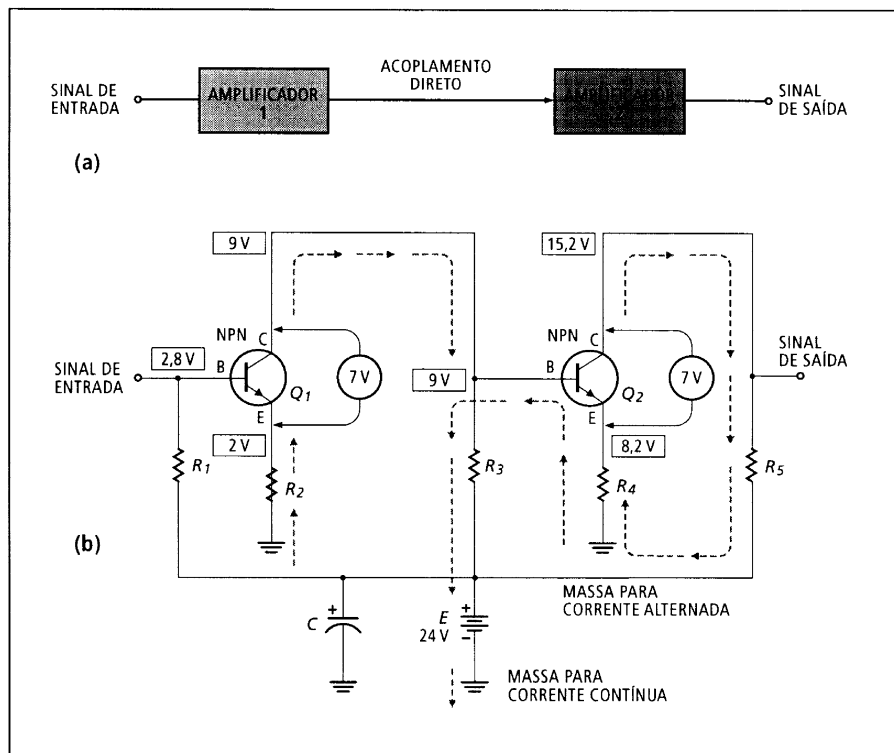 SINAL DE
ENTRADA
AMPLIFICADOR
1
ACOPLAMENTO
DIRETO
AMPLIFICADOR
SINAL
DE SAÍDA
(a)
9 V
15,2 V
NPN
C
7 V
2,8 V
B
Q1
E
SINAL DE
ENTRADA
9 V
NPN
C
7 V
B
Q2
E
SINAL
DE SAÍDA
2 V
8,2 V
R1
R2
R3
R4
R5
(b)
MASSA PARA
CORRENTE ALTERNADA
+
C
E
24 V
+
−
MASSA PARA
CORRENTE CONTÍNUA